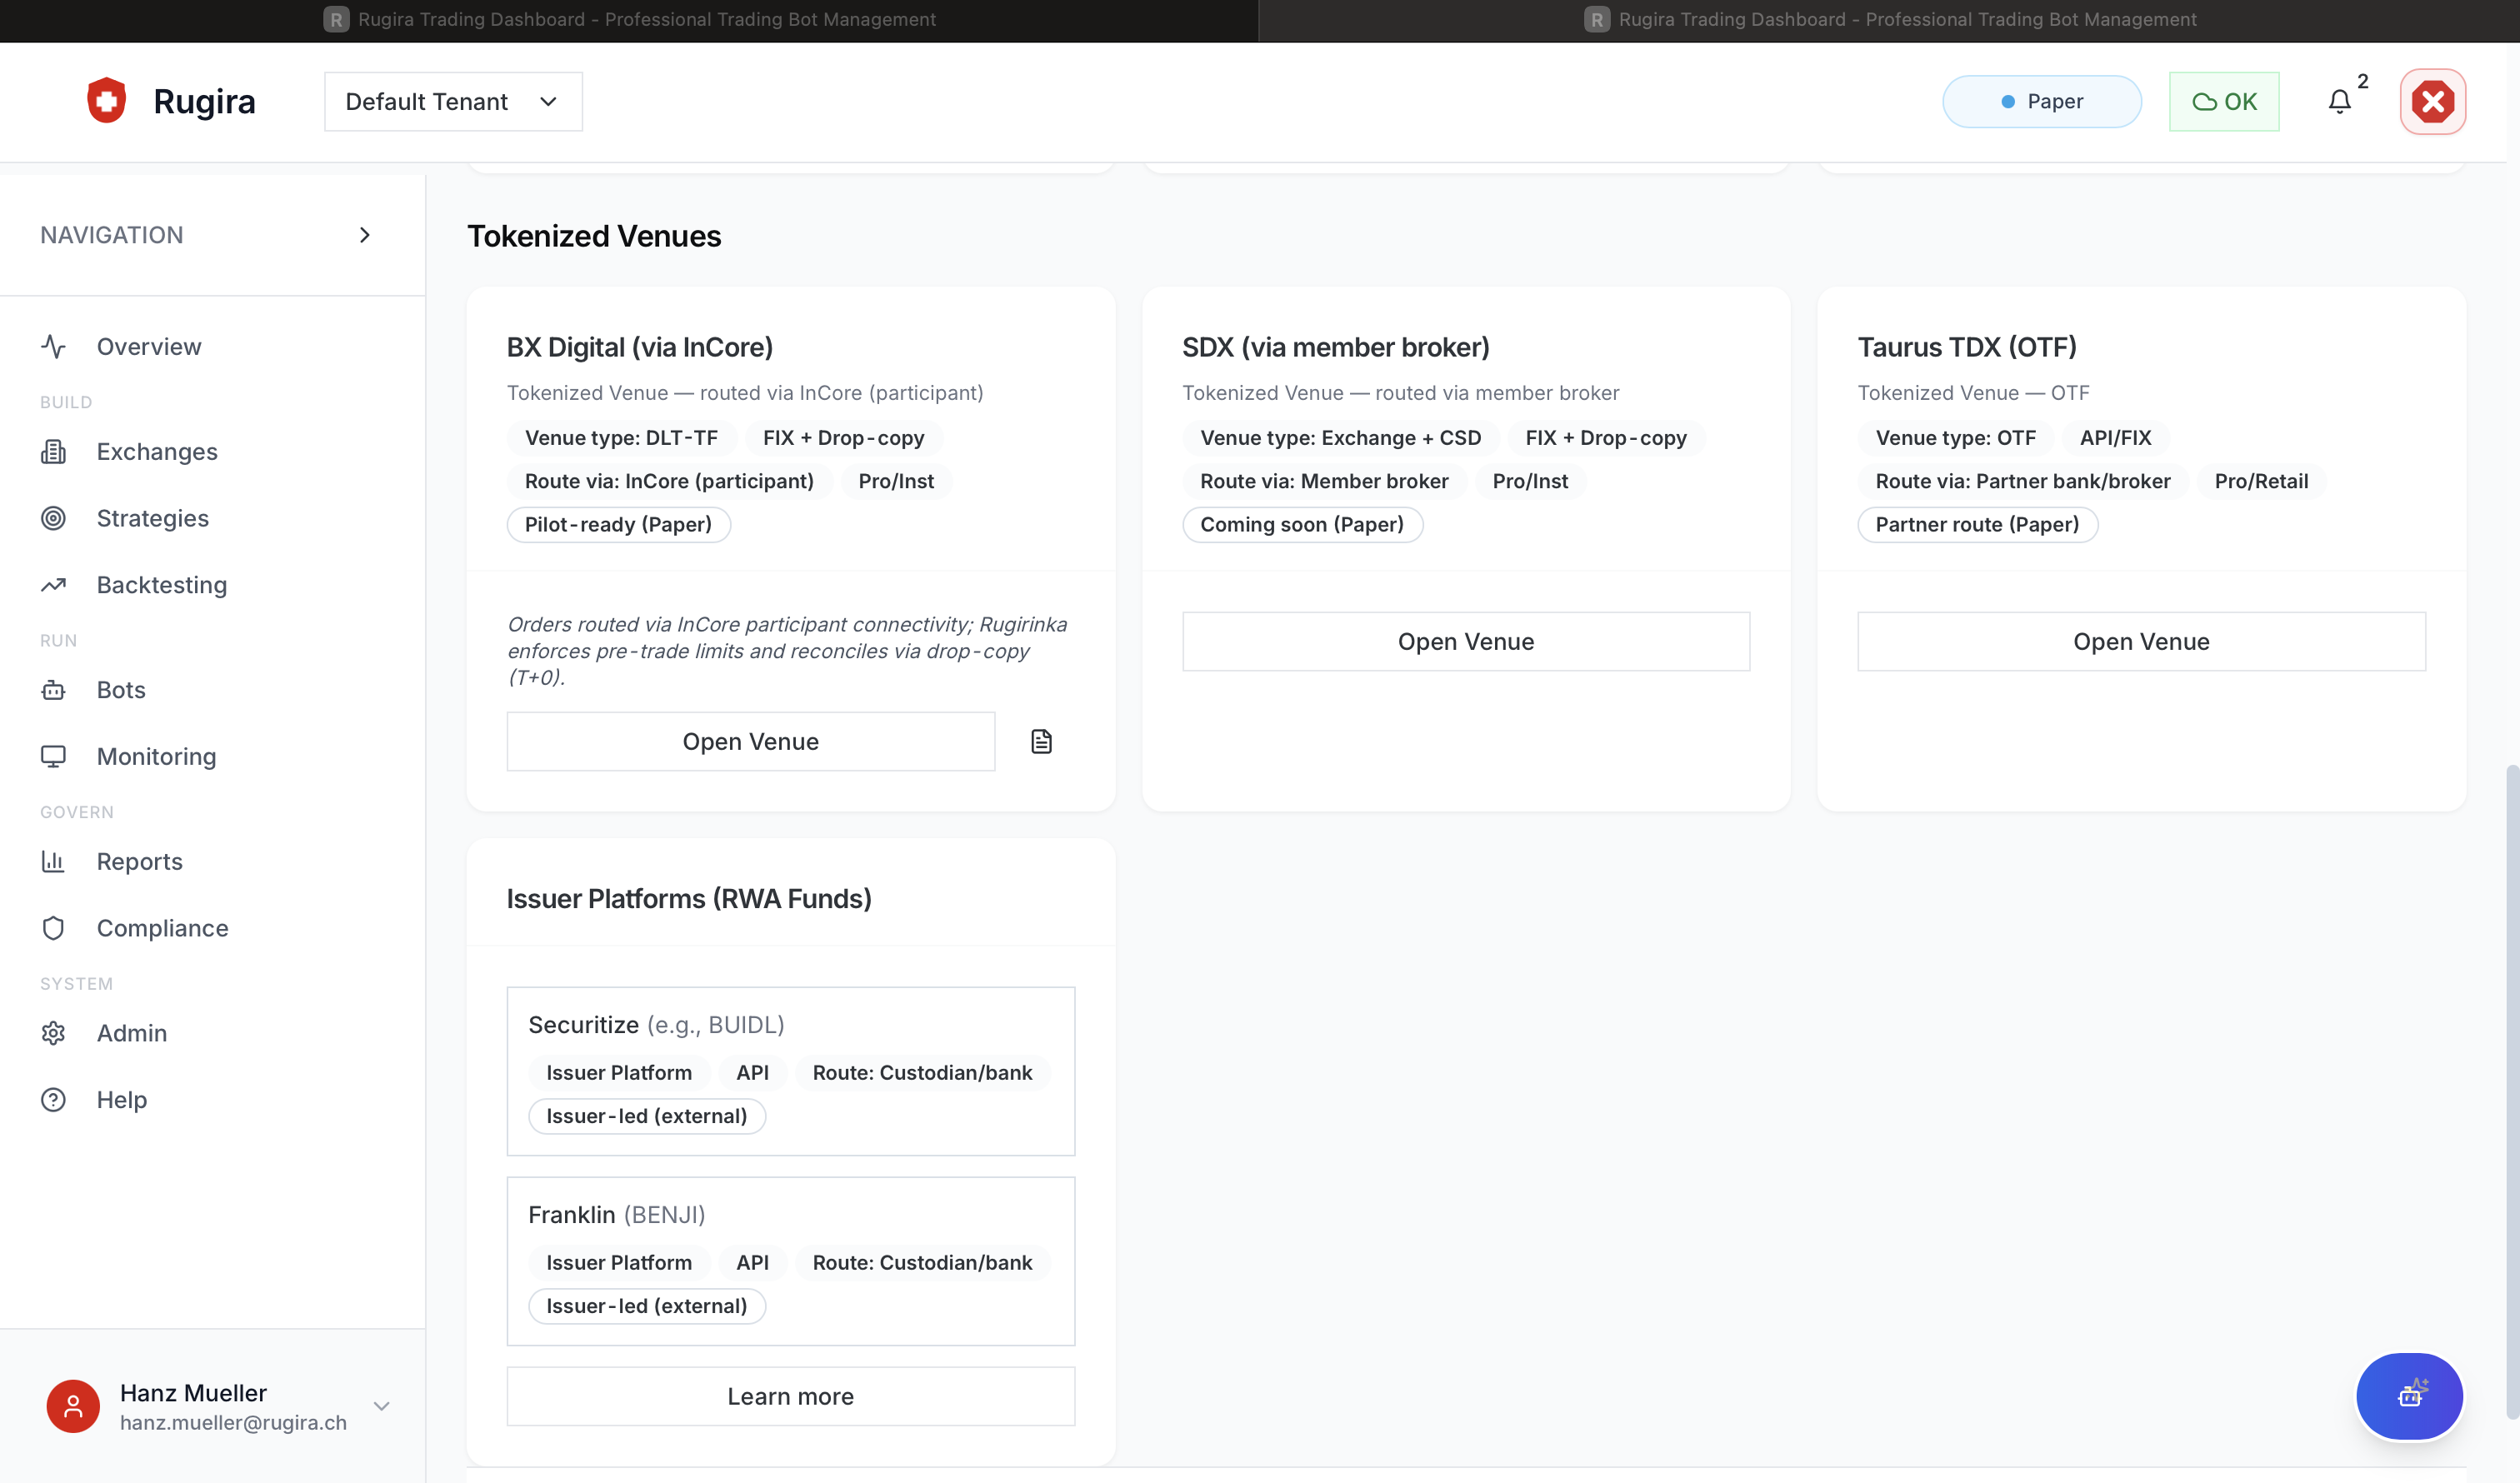 R Rugira Trading Dashboard - Professional Trading Bot Management
R Rugira Trading Dashboard - Professional Trading Bot Management
Rugira
Default Tenant
Paper
OK
2
NAVIGATION
Overview
BUILD
Exchanges
Strategies
Backtesting
RUN
Bots
Monitoring
GOVERN
Reports
Compliance
SYSTEM
Admin
Help
Hanz Mueller
hanz.mueller@rugira.ch
Tokenized Venues
BX Digital (via InCore)
Tokenized Venue — routed via InCore (participant)
Venue type: DLT-TF FIX + Drop-copy
Route via: InCore (participant) Pro/Inst
Pilot-ready (Paper)
Orders routed via InCore participant connectivity; Rugirinka
enforces pre-trade limits and reconciles via drop-copy
(T+0).
Open Venue
SDX (via member broker)
Tokenized Venue — routed via member broker
Venue type: Exchange + CSD FIX + Drop-copy
Route via: Member broker Pro/Inst
Coming soon (Paper)
Open Venue
Taurus TDX (OTF)
Tokenized Venue — OTF
Venue type: OTF API/FIX
Route via: Partner bank/broker Pro/Retail
Partner route (Paper)
Open Venue
Issuer Platforms (RWA Funds)
Securitize (e.g., BUIDL)
Issuer Platform API Route: Custodian/bank
Issuer-led (external)
Franklin (BENJI)
Issuer Platform API Route: Custodian/bank
Issuer-led (external)
Learn more